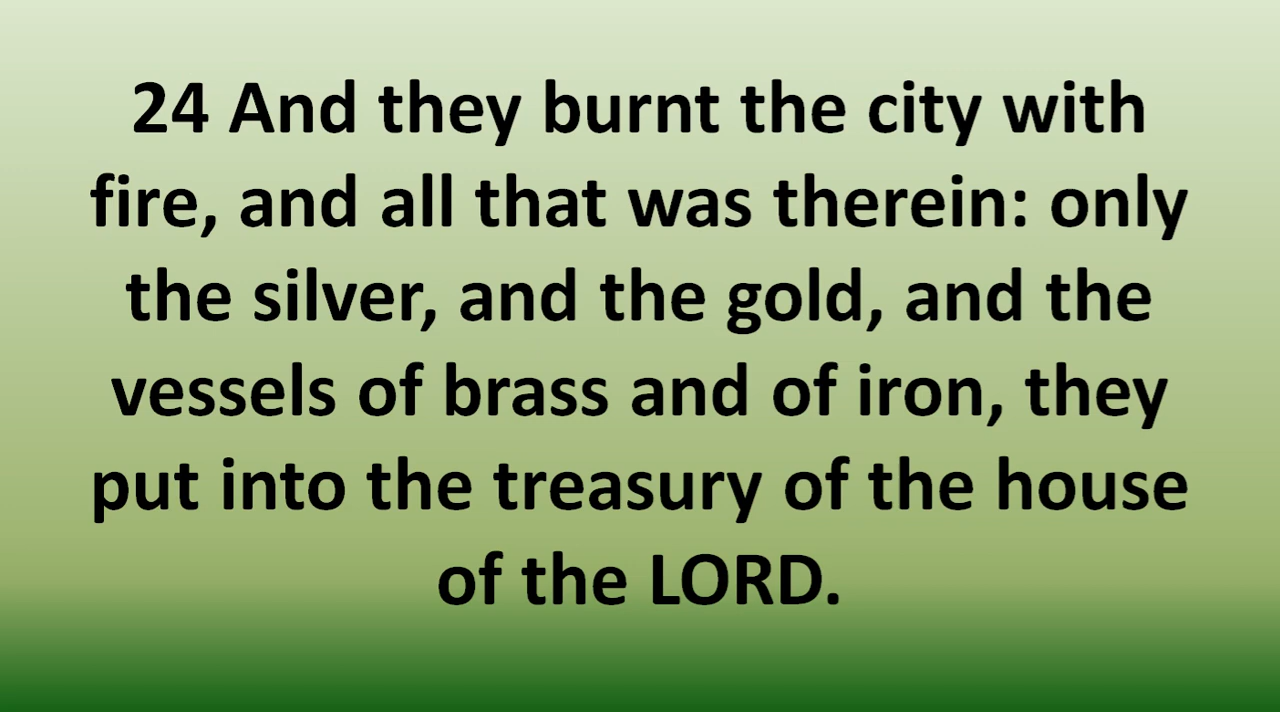 24 And they burnt the city with
fire, and all that was therein: only
the silver, and the gold, and the
vessels of brass and of iron, they
put into the treasury of the house
of the LORD.